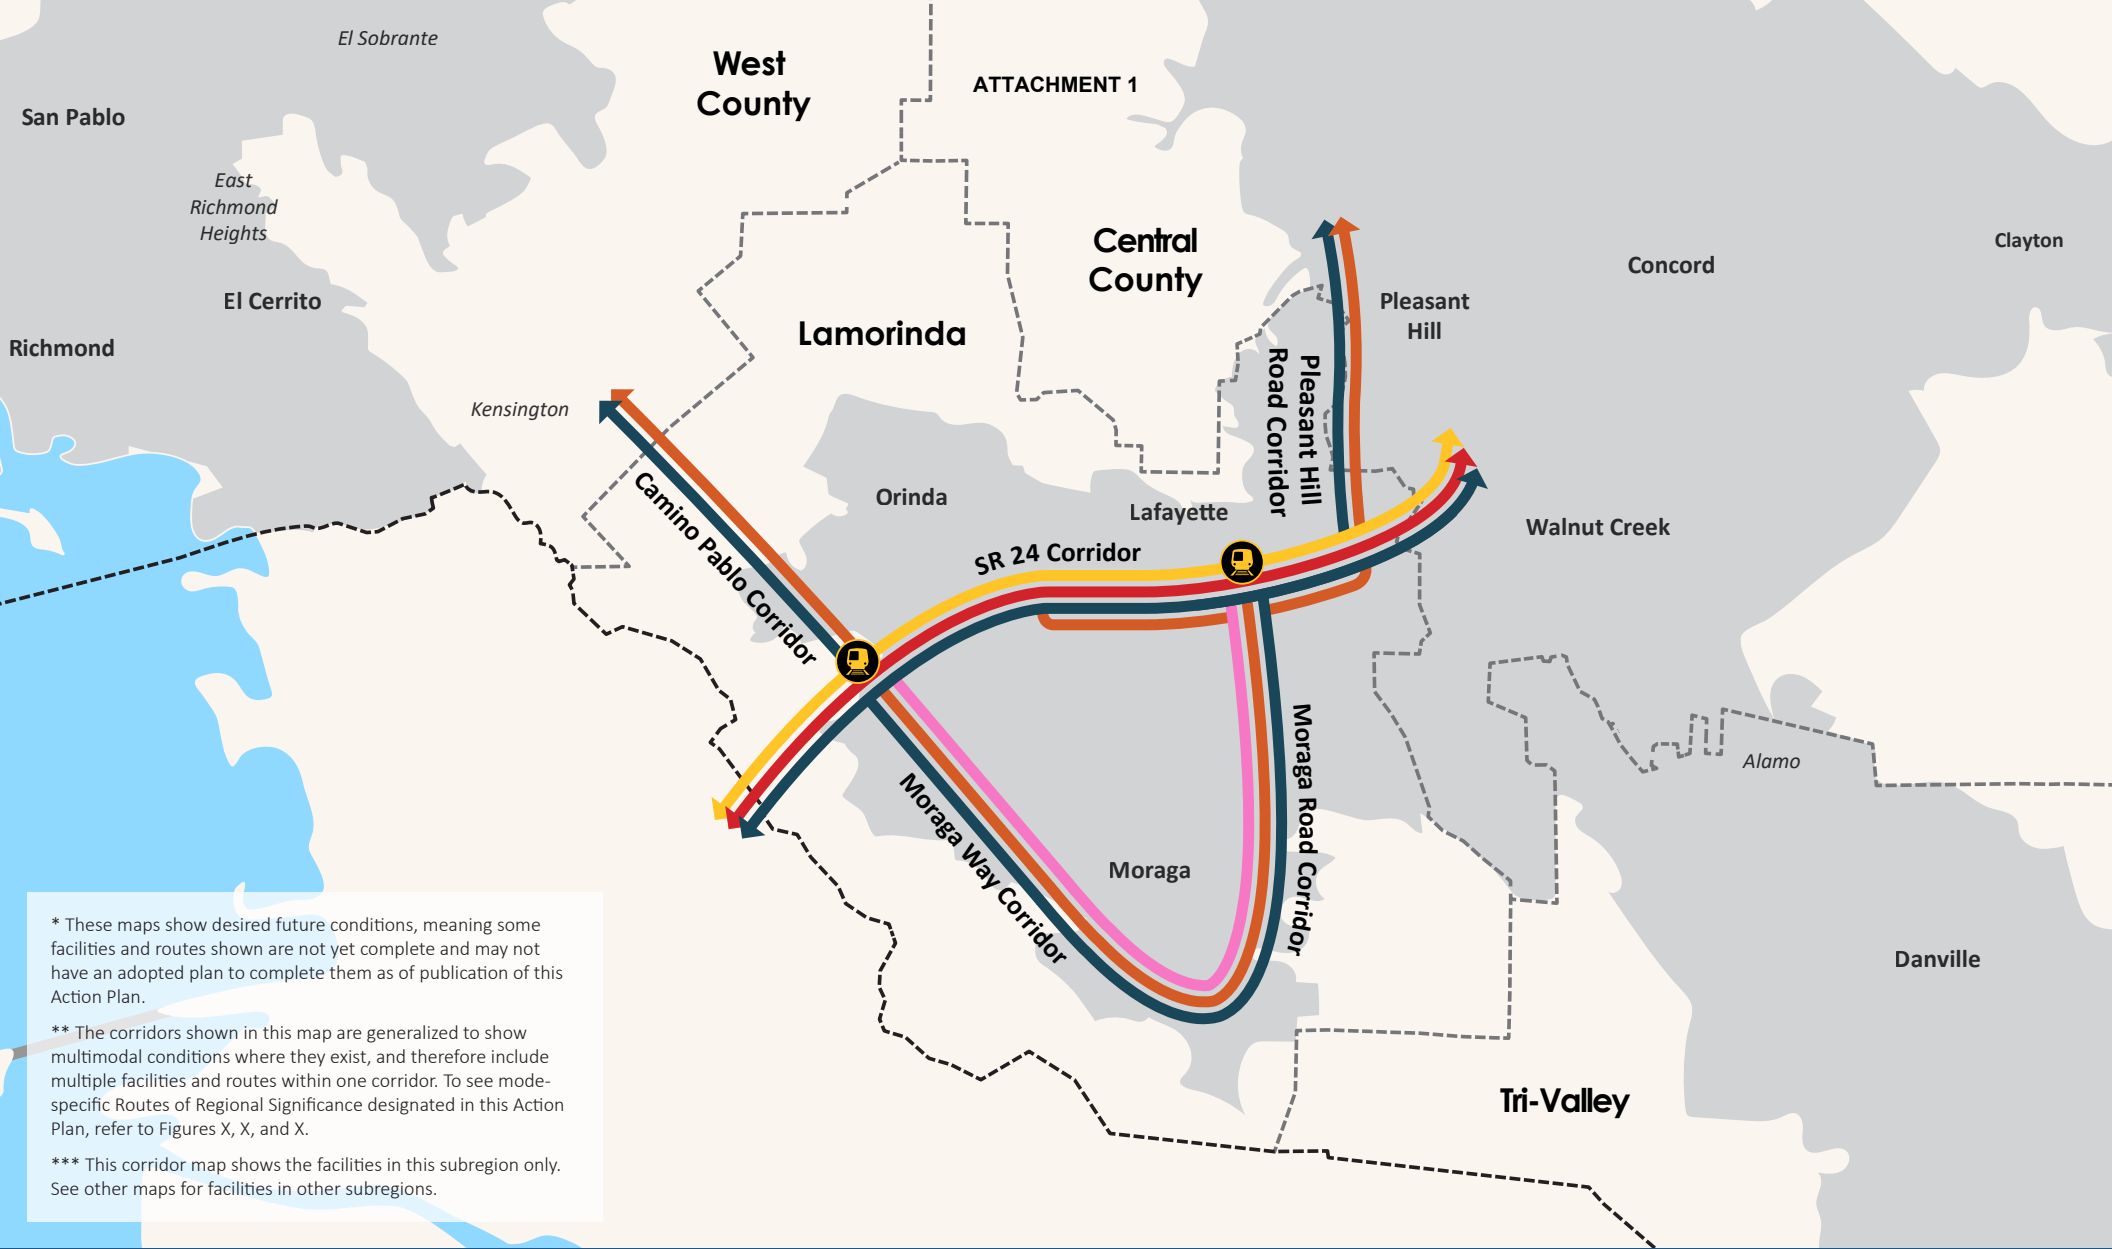 El Sobrante
West
County
ATTACHMENT 1
San Pablo
East
Richmond
Heights
Central
County
Clayton
Concord
El Cerrito
Pleasant
Hill
Lamorinda
Richmond
Kensington
Pleasant Hill
Road Corridor
Orinda
Lafayette
Walnut Creek
SR 24 Corridor
Camino Pablo Corridor
Moraga Road Corridor
Alamo
Moraga Way Corridor
Moraga
Danville
Tri-Valley
* These maps show desired future conditions, meaning some
facilities and routes shown are not yet complete and may not
have an adopted plan to complete them as of publication of this
Action Plan.
** The corridors shown in this map are generalized to show
multimodal conditions where they exist, and therefore include
multiple facilities and routes within one corridor. To see mode-
specific Routes of Regional Significance designated in this Action
Plan, refer to Figures X, X, and X.
*** This corridor map shows the facilities in this subregion only.
See other maps for facilities in other subregions.